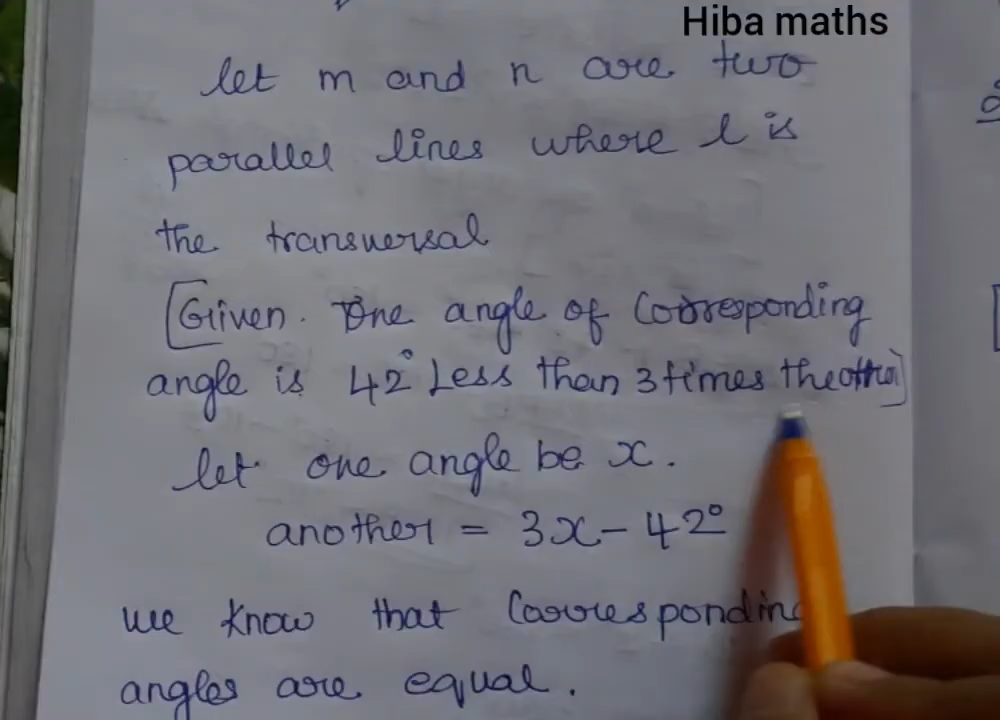 Hiba maths
let m and n are two
parallel lines where l is
the transversal
[Given. One angle of Corresponding
angle is 42° Less than 3 times the other]
let one angle be x.
another = 3x - 42°
we know that Corresponding
angles are equal.